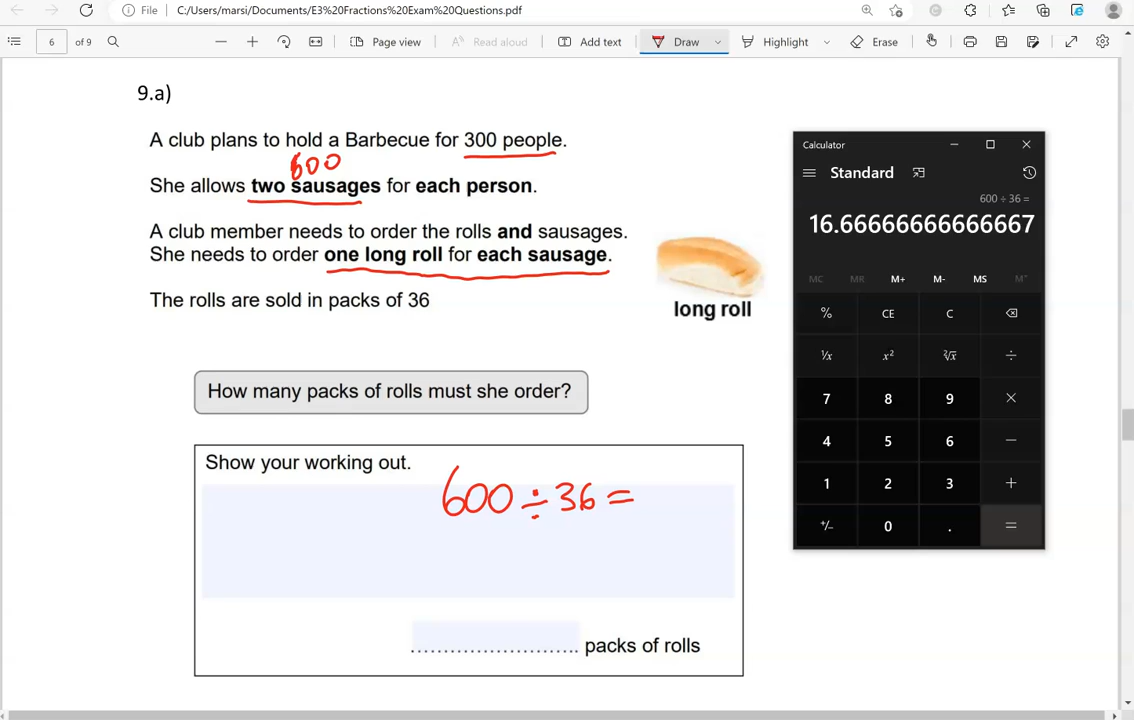 File C:/Users/marsi/Documents/E3%20Fractions%20Exam%20Questions.pdf
6 of 9 Page view Read aloud Add text Draw Highlight Erase
9.a)
A club plans to hold a Barbecue for 300 people.
600
She allows two sausages for each person.
A club member needs to order the rolls and sausages.
She needs to order one long roll for each sausage.
The rolls are sold in packs of 36
long roll
How many packs of rolls must she order?
Show your working out.
600 ÷ 36 =
........................... packs of rolls
Calculator
Standard
600 ÷ 36 =
16.66666666666667
MC MR M+ M- MS M˅
% CE C
¹/x x² ²√x ÷
7 8 9 ×
4 5 6 −
1 2 3 +
+/− 0 . =